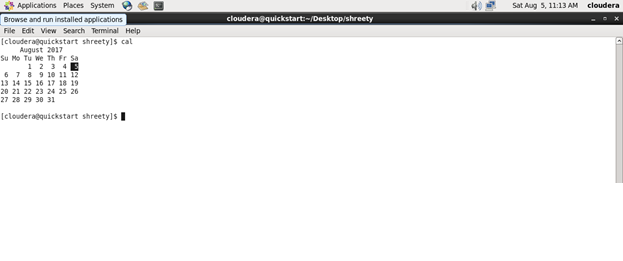 Applications Places System Sat Aug 5, 11:13 AM cloudera
Browse and run installed applications cloudera@quickstart:~/Desktop/shreety
File Edit View Search Terminal Help
[cloudera@quickstart shreety]$ cal
    August 2017
Su Mo Tu We Th Fr Sa
       1  2  3  4  5
 6  7  8  9 10 11 12
13 14 15 16 17 18 19
20 21 22 23 24 25 26
27 28 29 30 31
[cloudera@quickstart shreety]$